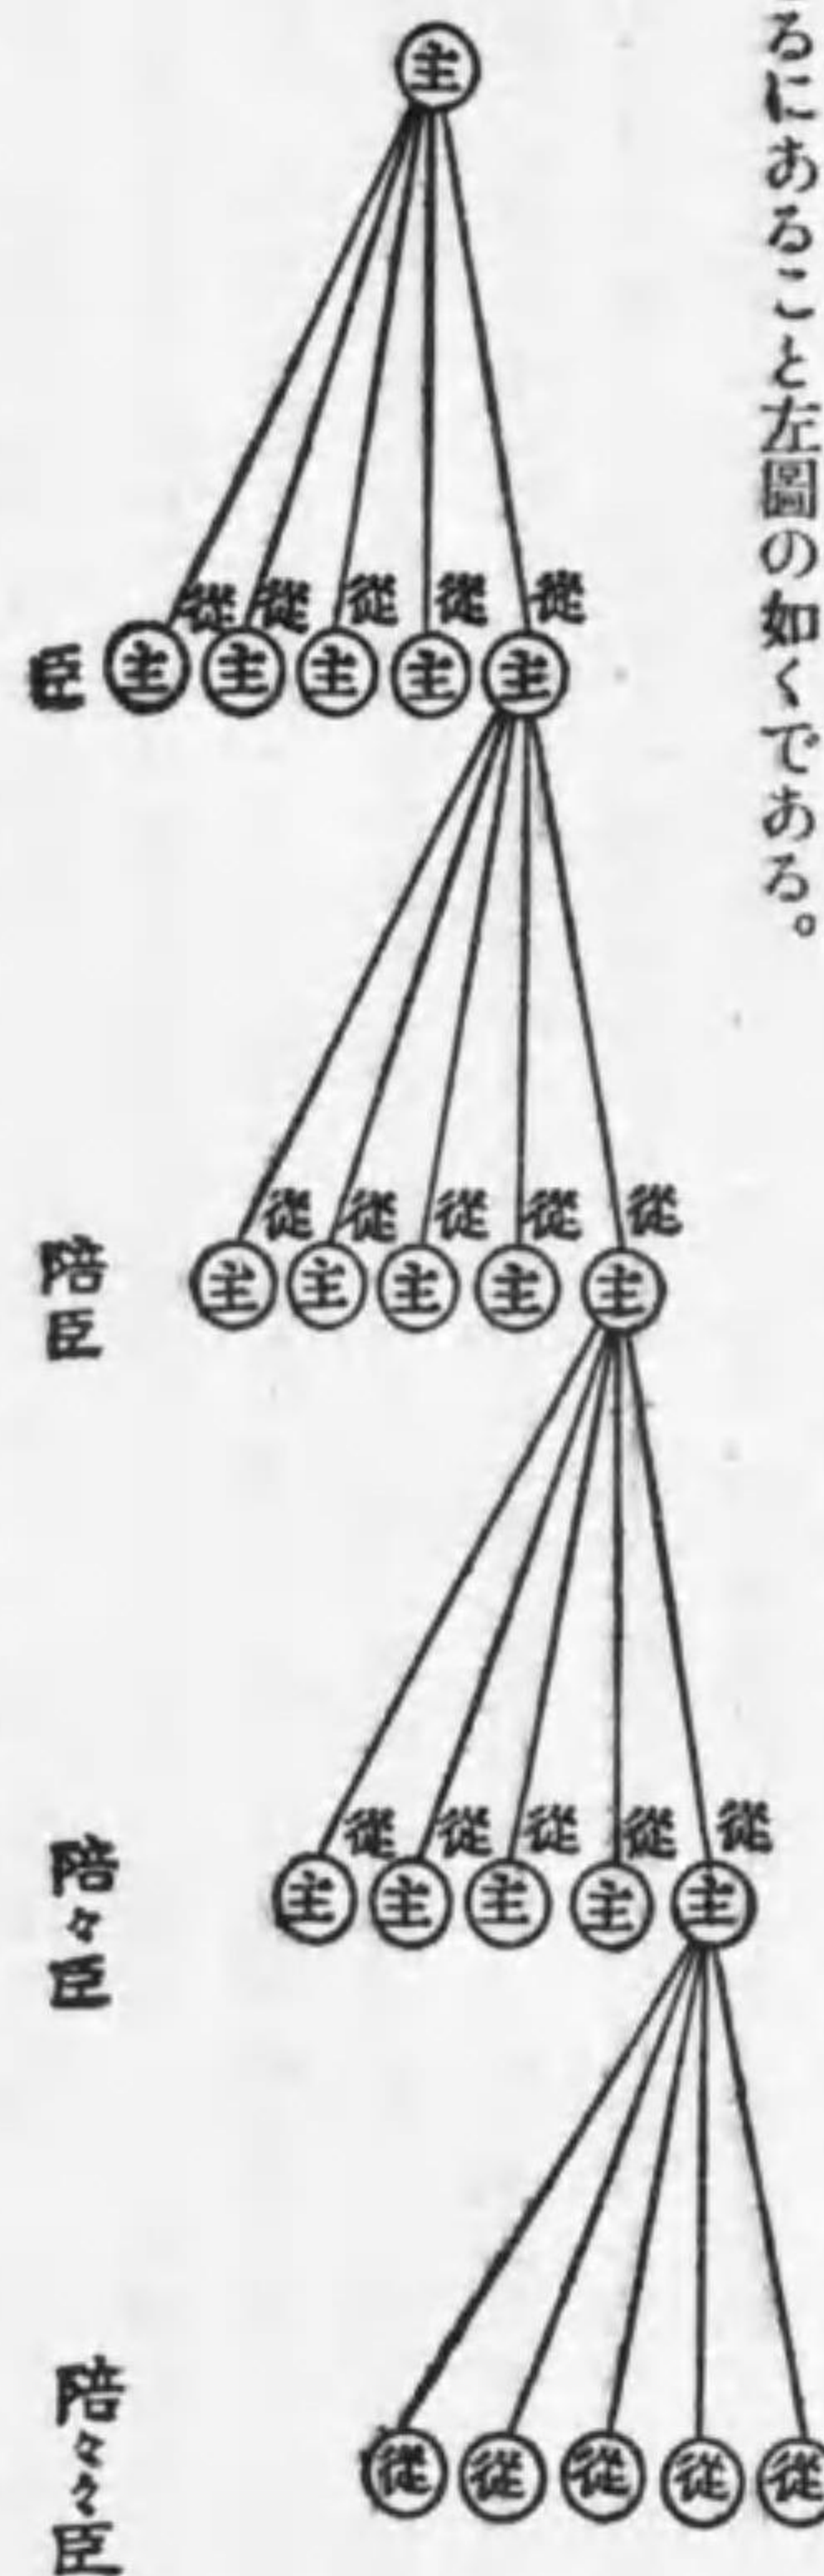 るにあること左圖の如くである。
主
從 從 從 從 從
臣 主 主 主 主 主
從 從 從 從 從
陪臣 主 主 主 主 主
從 從 從 從 從
陪々臣 主 主 主 主 主
陪々々臣 從 從 從 從 從